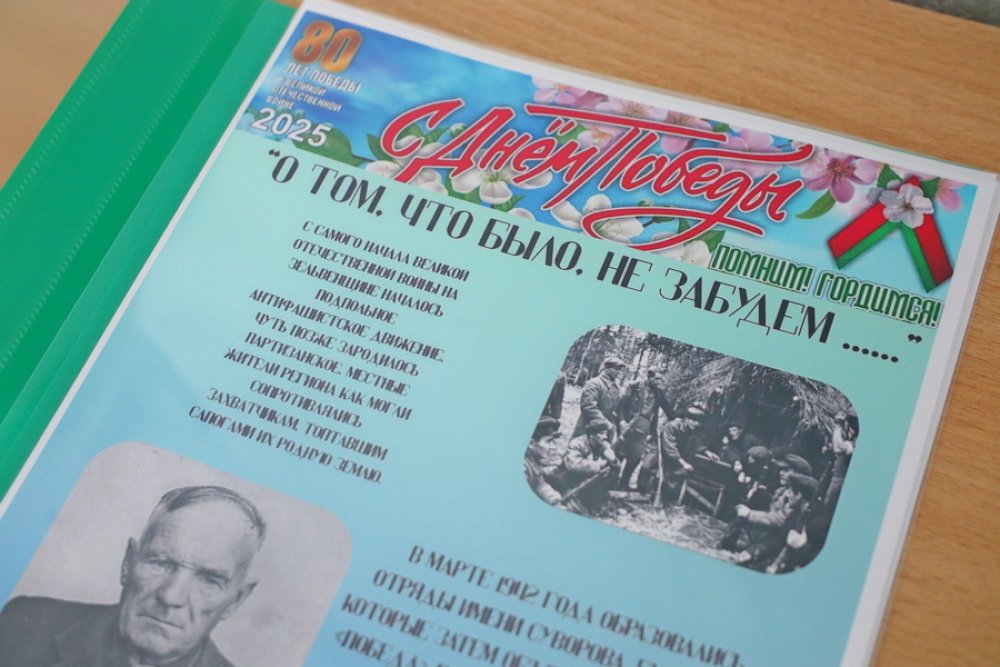 80
ЛЕТ ПОБЕДЫ
В ВЕЛИКОЙ
ОТЕЧЕСТВЕННОЙ
ВОЙНЕ
2025
С Днём Победы
ПОМНИМ! ГОРДИМСЯ!
“О ТОМ, ЧТО БЫЛО, НЕ ЗАБУДЕМ ......”
С САМОГО НАЧАЛА ВЕЛИКОЙ
ОТЕЧЕСТВЕННОЙ ВОЙНЫ НА
ЗЕЛЬВЕНЩИНЕ НАЧАЛОСЬ
ПОДПОЛЬНОЕ
АНТИФАШИСТСКОЕ ДВИЖЕНИЕ,
ЧУТЬ ПОЗЖЕ ЗАРОДИЛОСЬ
ПАРТИЗАНСКОЕ. МЕСТНЫЕ
ЖИТЕЛИ РЕГИОНА КАК МОГЛИ
СОПРОТИВЛЯЛИСЬ
ЗАХВАТЧИКАМ, ТОПТАВШИМ
САПОГАМИ ИХ РОДНУЮ ЗЕМЛЮ.
В МАРТЕ 1942 ГОДА ОБРАЗОВАЛИСЬ
ОТРЯДЫ ИМЕНИ СУВОРОВА,
КОТОРЫЕ ЗАТЕМ
«ПОБЕДА»